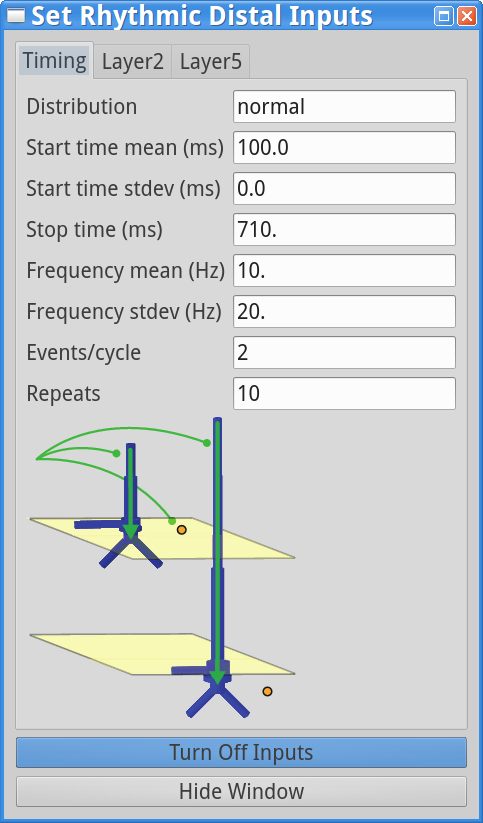 Set Rhythmic Distal Inputs
Timing Layer2 Layer5
Distribution normal
Start time mean (ms) 100.0
Start time stdev (ms) 0.0
Stop time (ms) 710.
Frequency mean (Hz) 10.
Frequency stdev (Hz) 20.
Events/cycle 2
Repeats 10
Turn Off Inputs
Hide Window